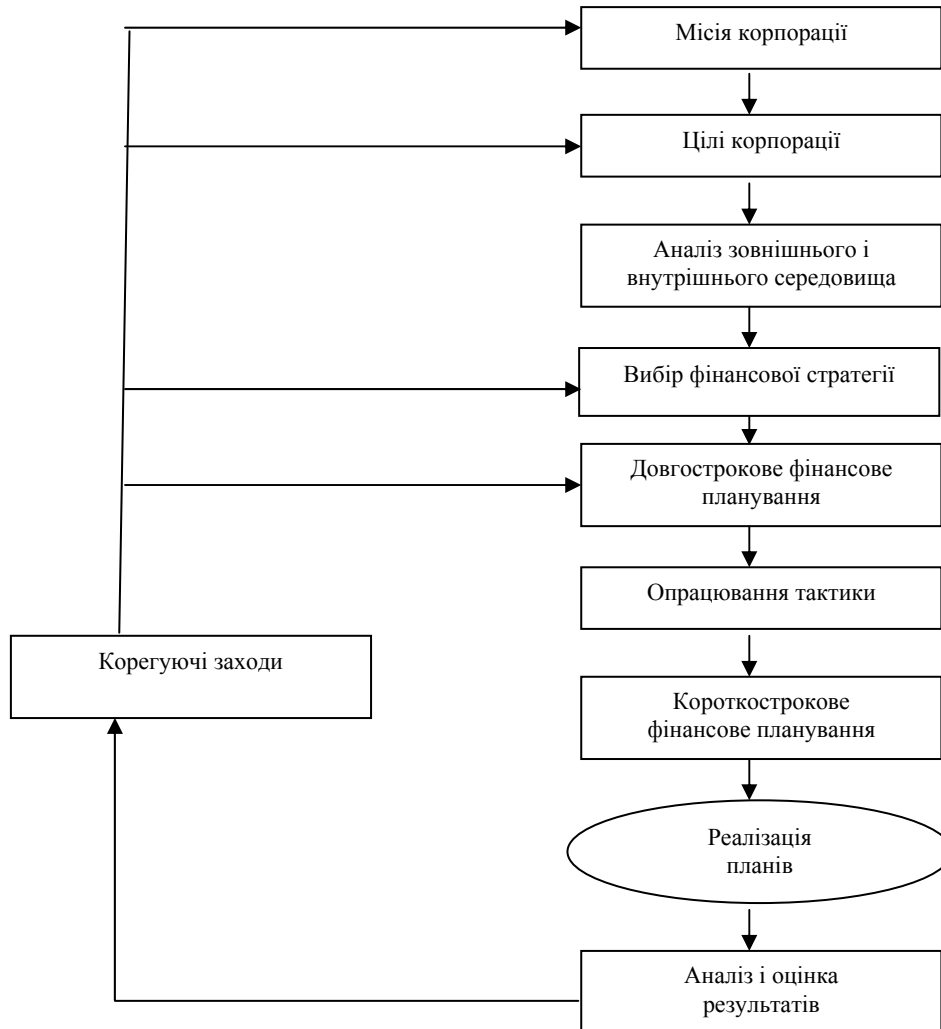 Місія корпорації
Цілі корпорації
Аналіз зовнішнього і
внутрішнього середовища
Вибір фінансової стратегії
Довгострокове фінансове
планування
Опрацювання тактики
Корегуючі заходи
Короткострокове
фінансове планування
Реалізація
планів
Аналіз і оцінка
результатів